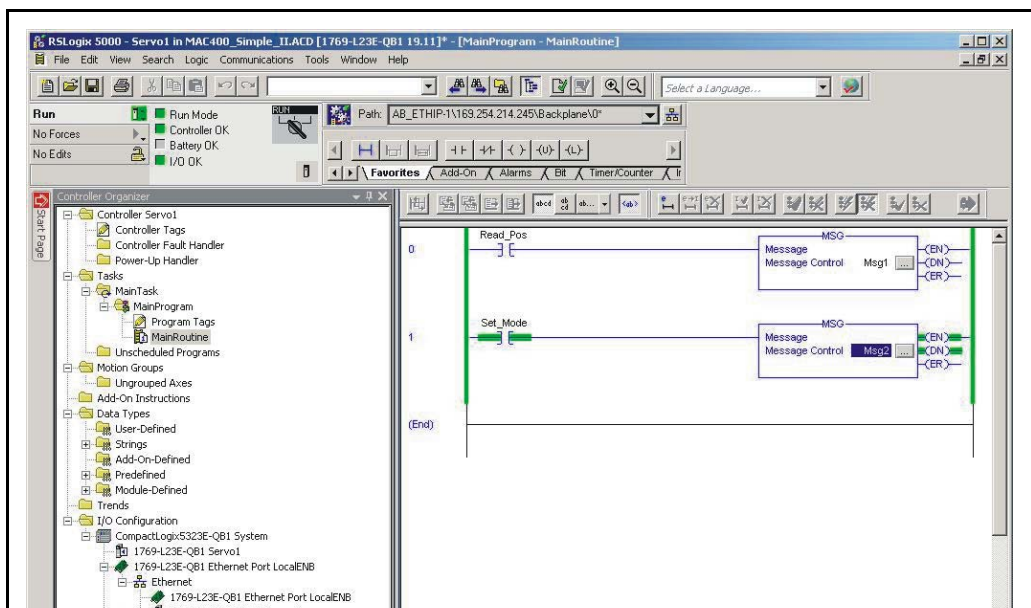 RSLogix 5000 - Servo1 in MAC400_Simple_II.ACD [1769-L23E-QB1 19.11]* - [MainProgram - MainRoutine]
File Edit View Search Logic Communications Tools Window Help
Select a Language...
Run
Run Mode
RUN
Path: AB_ETHIP-1\169.254.214.245\Backplane\0*
No Forces
Controller OK
Battery OK
No Edits
I/O OK
Favorites Add-On Alarms Bit Timer/Counter
Start Page
Controller Organizer
Controller Servo1
Controller Tags
Controller Fault Handler
Power-Up Handler
Tasks
MainTask
MainProgram
Program Tags
MainRoutine
Unscheduled Programs
Motion Groups
Ungrouped Axes
Add-On Instructions
Data Types
User-Defined
Strings
Add-On-Defined
Predefined
Module-Defined
Trends
I/O Configuration
CompactLogix5323E-QB1 System
1769-L23E-QB1 Servo1
1769-L23E-QB1 Ethernet Port LocalENB
Ethernet
1769-L23E-QB1 Ethernet Port LocalENB
0
Read_Pos
MSG
Message
Message Control Msg1 ...
(EN)
(DN)
(ER)
1
Set_Mode
MSG
Message
Message Control Msg2 ...
(EN)
(DN)
(ER)
(End)